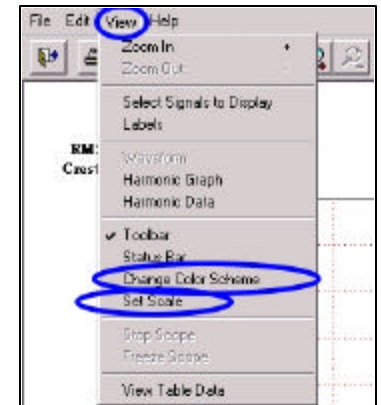 File Edit View Help
Zoom In +
Zoom Out -
Select Signals to Display
Labels
RM
Crest
Waveform
Harmonic Graph
Harmonic Data
Toolbar
Status Bar
Change Color Scheme
Set Scale
Stop Scope
Freeze Scope
View Table Data